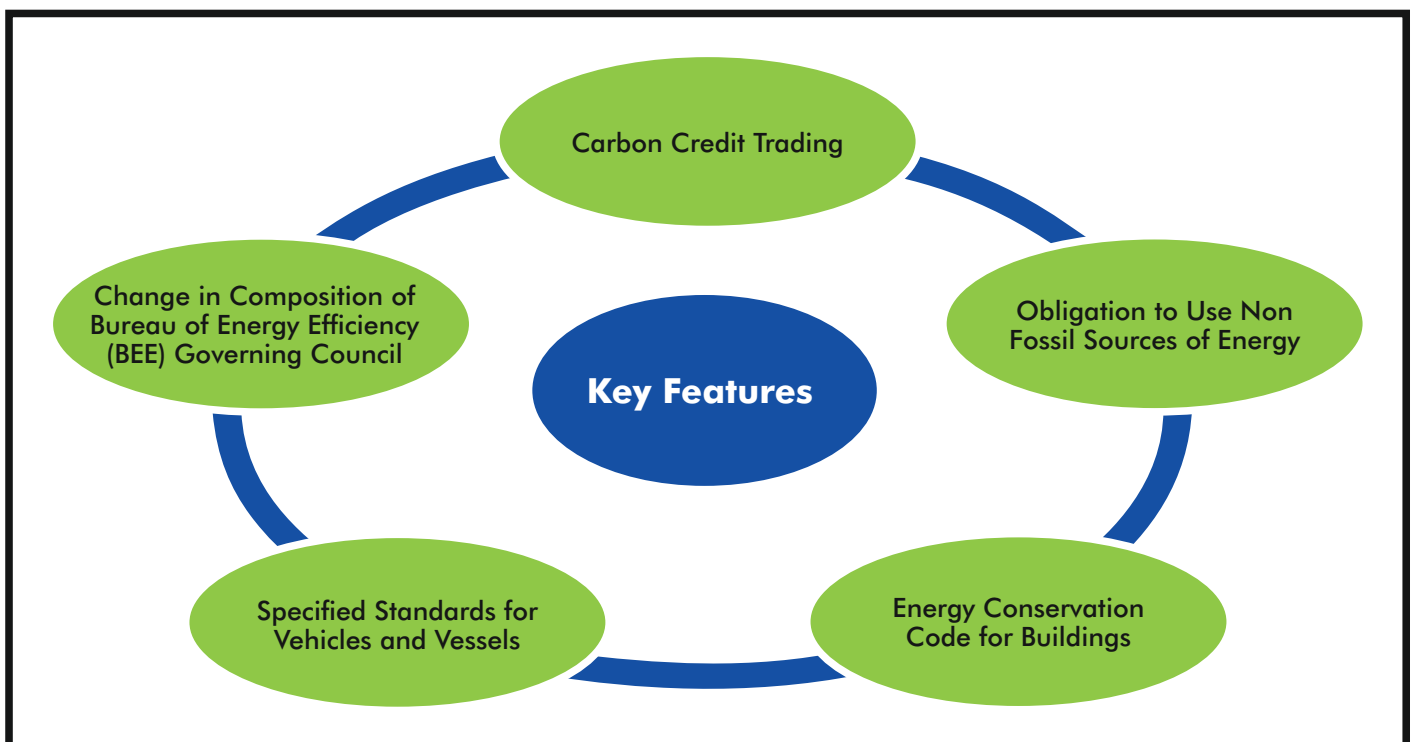 Carbon Credit Trading
Change in Composition of
Bureau of Energy Efficiency
(BEE) Governing Council
Obligation to Use Non
Fossil Sources of Energy
Key Features
Specified Standards for
Vehicles and Vessels
Energy Conservation
Code for Buildings